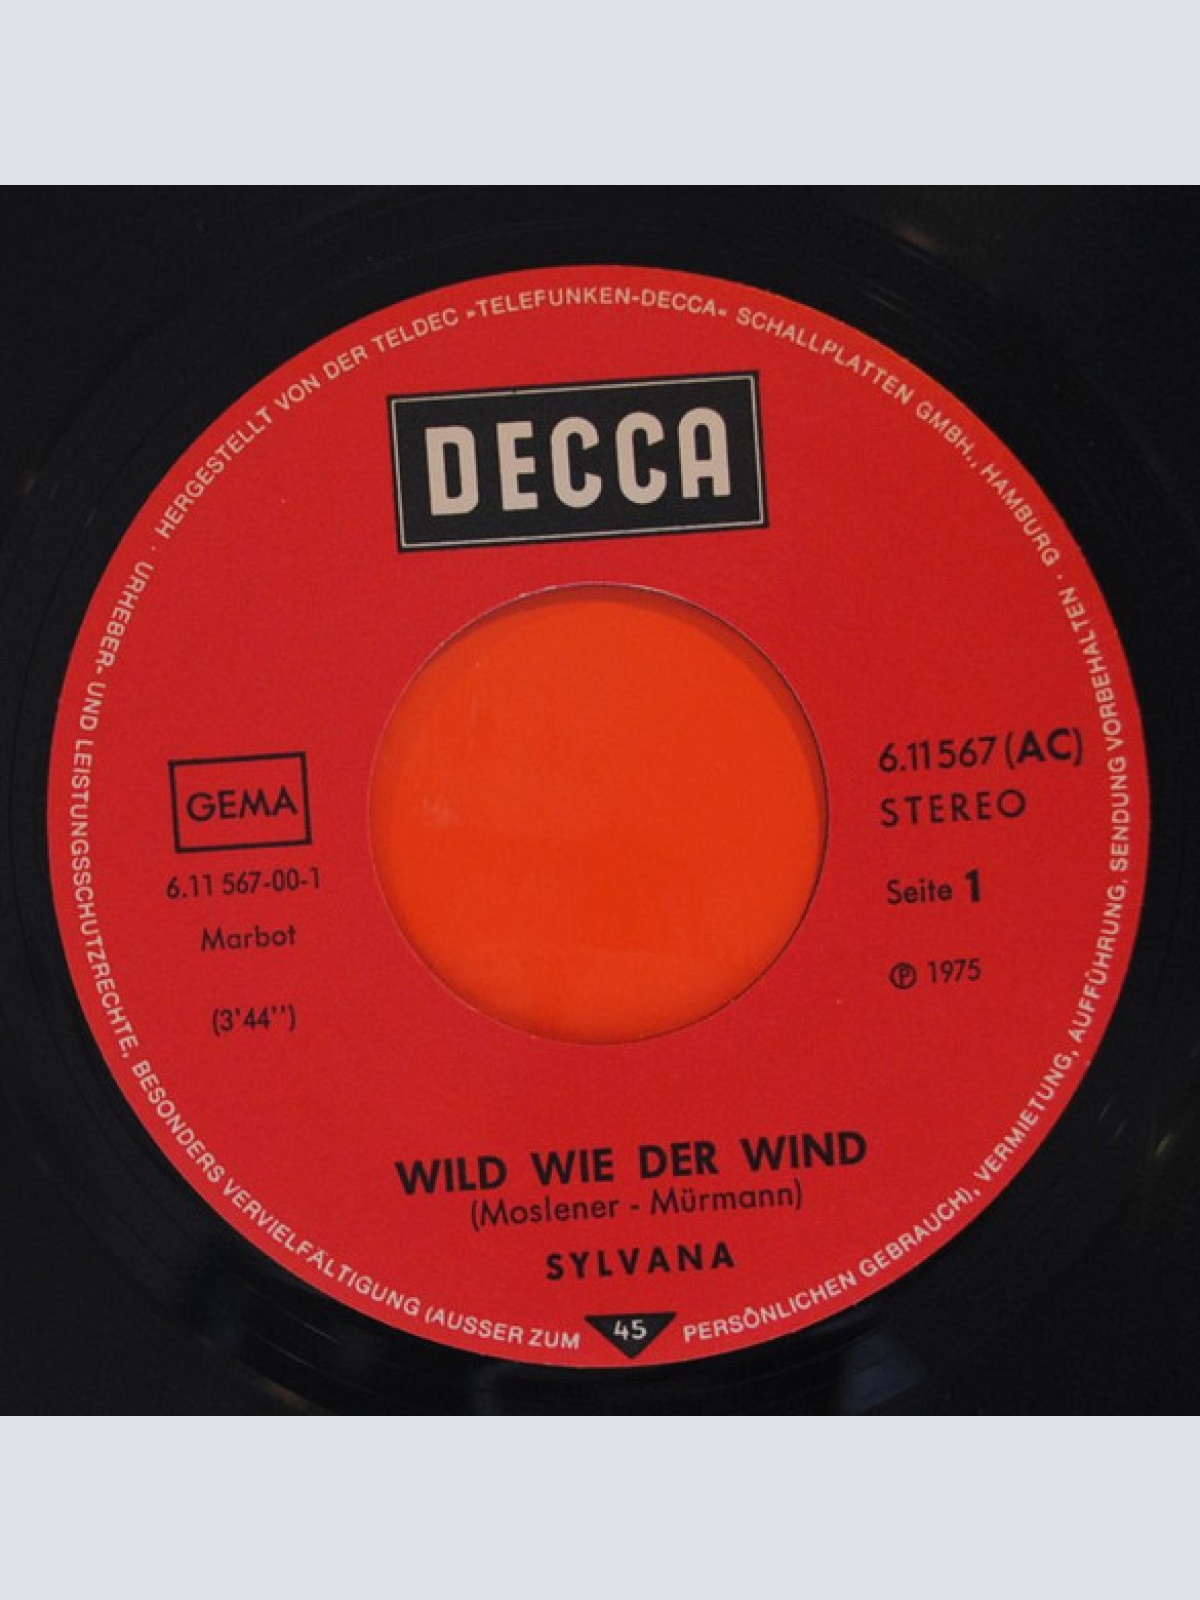 HERGESTELLT VON DER TELDEC »TELEFUNKEN-DECCA« SCHALLPLATTEN GMBH., HAMBURG · URHEBER- UND LEISTUNGSSCHUTZRECHTE, BESONDERS VERVIELFÄLTIGUNG (AUSSER ZUM PERSÖNLICHEN GEBRAUCH), VERMIETUNG, AUFFÜHRUNG, SENDUNG VORBEHALTEN ·
DECCA
GEMA
6.11 567-00-1
Marbot
(3'44'')
6.11567 (AC)
STEREO
Seite 1
℗ 1975
WILD WIE DER WIND
(Moslener - Mürmann)
SYLVANA
45